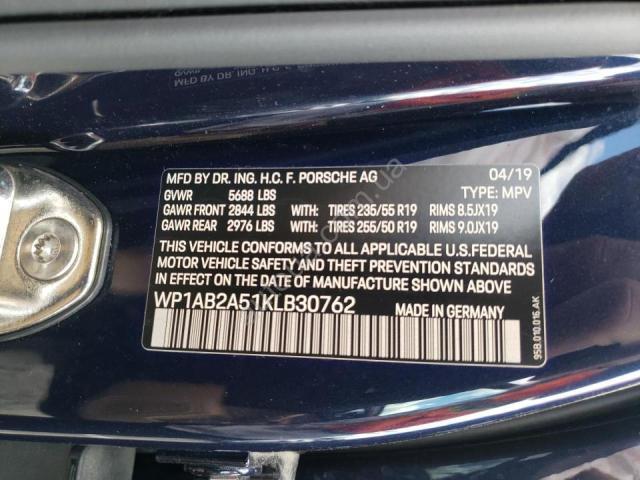 MFD BY DR. ING. H.C. F. PORSCHE AG 04/19
GVWR 5688 LBS TYPE: MPV
GAWR FRONT 2844 LBS WITH TIRES 235/55 R19 RIMS 8.5JX19
GAWR REAR 2976 LBS WITH TIRES 255/50 R19 RIMS 9.0JX19
THIS VEHICLE CONFORMS TO ALL APPLICABLE U.S.FEDERAL
MOTOR VEHICLE SAFETY AND THEFT PREVENTION STANDARDS
IN EFFECT ON THE DATE OF MANUFACTURE SHOWN ABOVE.
WP1AB2A51KLB30762 MADE IN GERMANY
95B.010.016.AK